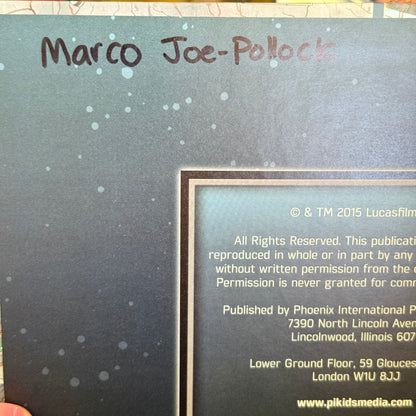 Marco Joe-Pollock
© & TM 2015 Lucasfilm
All Rights Reserved. This publicati
reproduced in whole or in part by any
without written permission from the
Permission is never granted for com
Published by Phoenix International P
7390 North Lincoln Aven
Lincolnwood, Illinois 607
Lower Ground Floor, 59 Glouces
London W1U 8JJ
www.pikidsmedia.com